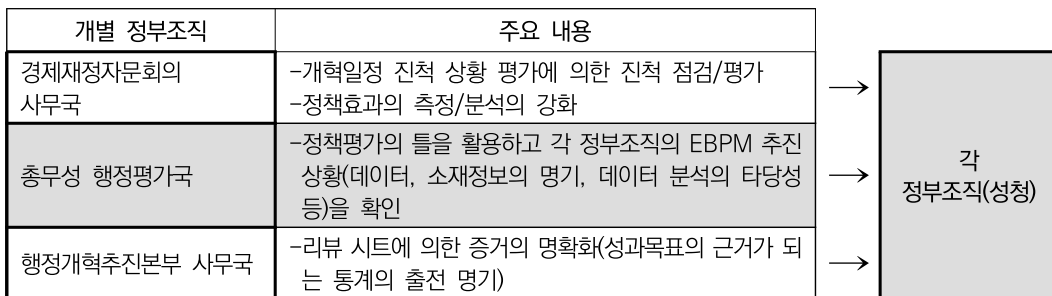 개별 정부조직
주요 내용
경제재정자문회의
사무국
-개혁일정 진척 상황 평가에 의한 진척 점검/평가
-정책효과의 측정/분석의 강화
→
총무성 행정평가국
-정책평가의 틀을 활용하고 각 정부조직의 EBPM 추진
상황(데이터, 소재정보의 명기, 데이터 분석의 타당성
등)을 확인
→
행정개혁추진본부 사무국
-리뷰 시트에 의한 증거의 명확화(성과목표의 근거가 되
는 통계의 출전 명기)
→
각
정부조직(성청)